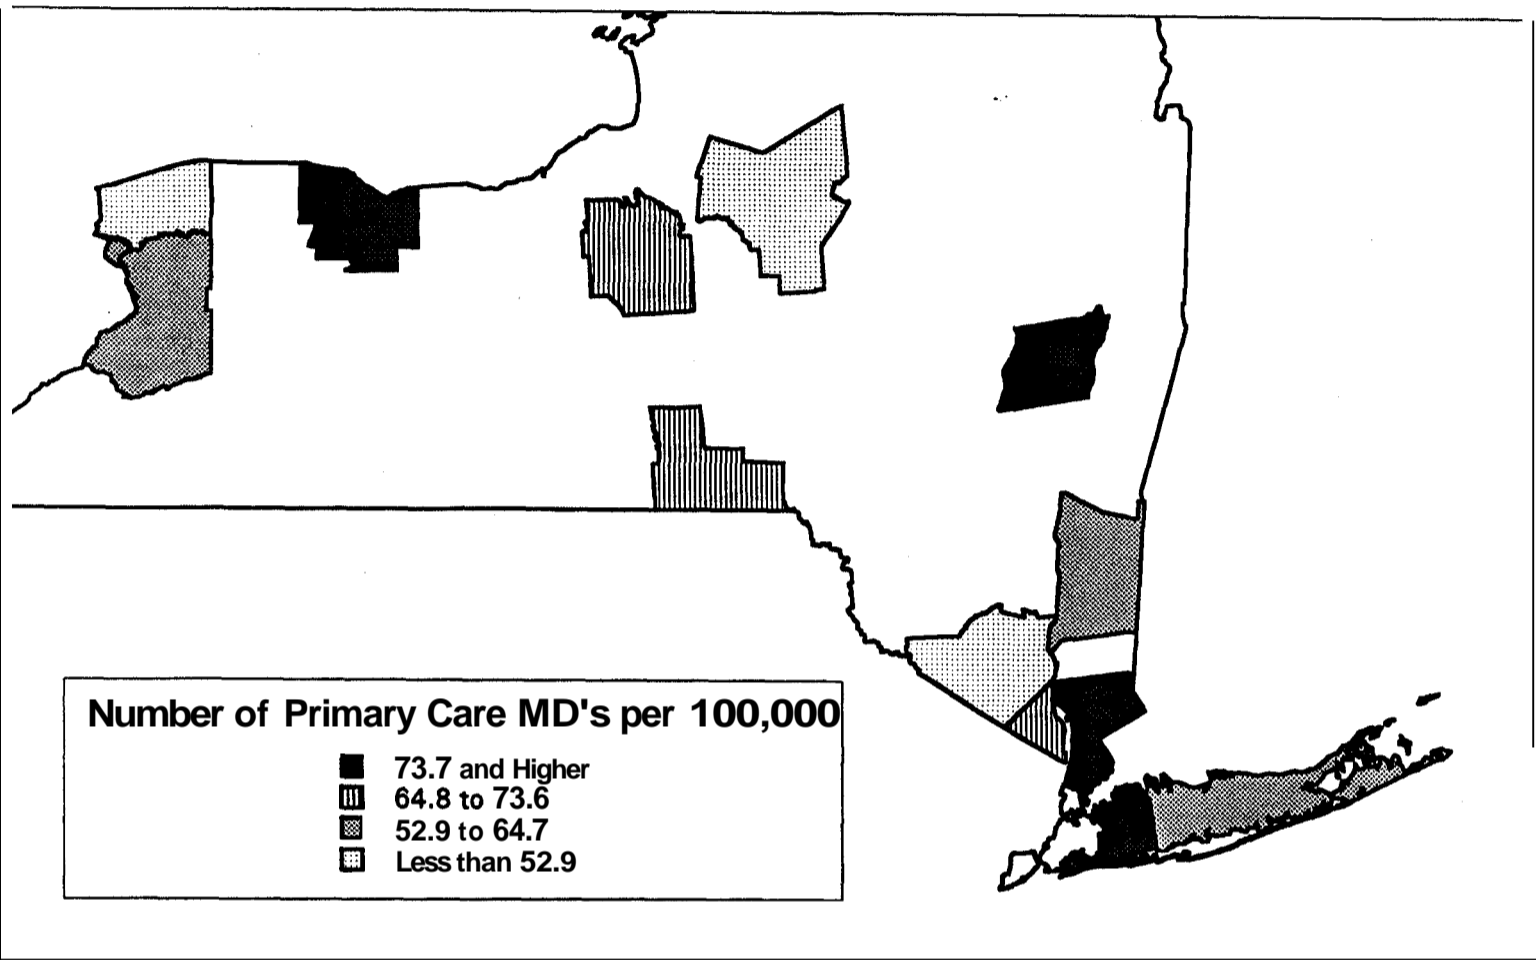 Number of Primary Care MD's per 100,000
73.7 and Higher
64.8 to 73.6
52.9 to 64.7
Less than 52.9